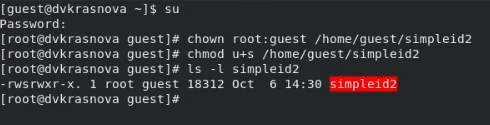 [guest@dvkrasnova ~]$ su
Password:
[root@dvkrasnova guest]# chown root:guest /home/guest/simpleid2
[root@dvkrasnova guest]# chmod u+s /home/guest/simpleid2
[root@dvkrasnova guest]# ls -l simpleid2
-rwsrwxr-x. 1 root guest 18312 Oct  6 14:30 simpleid2
[root@dvkrasnova guest]#